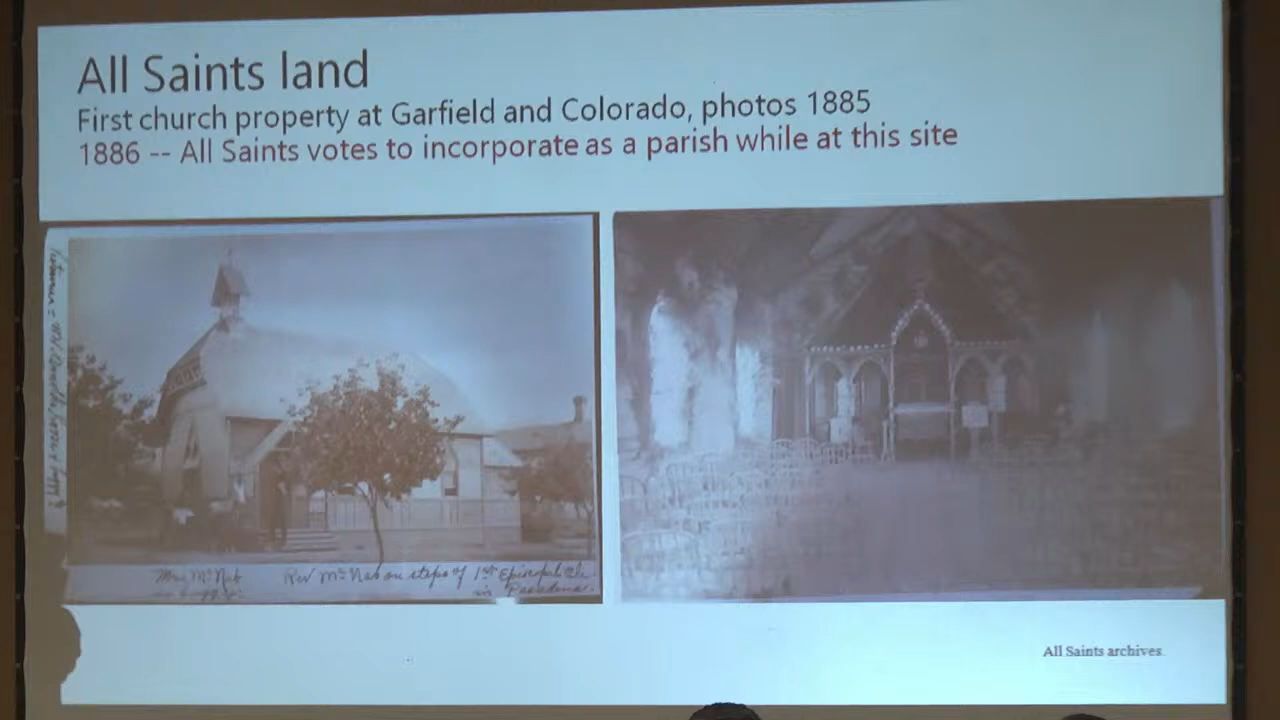 All Saints land
First church property at Garfield and Colorado, photos 1885
1886 -- All Saints votes to incorporate as a parish while at this site
Mrs McNab
Rev McNab on steps of 1st Episcopal Ch.
in Pasadena.
All Saints archives.